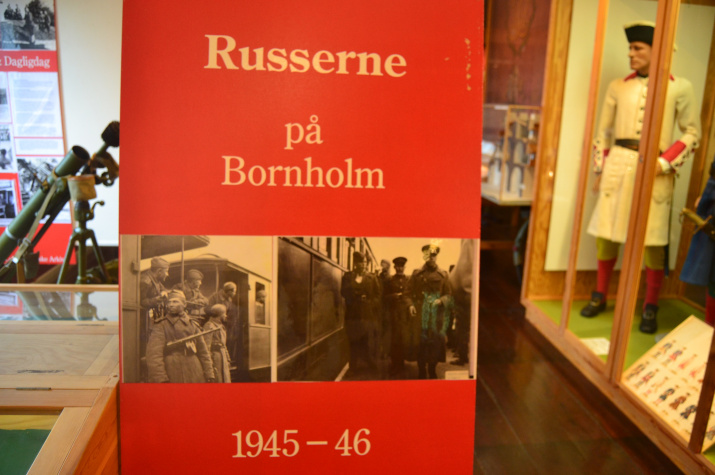 Dagligdag
Russerne
på
Bornholm
1945 – 46